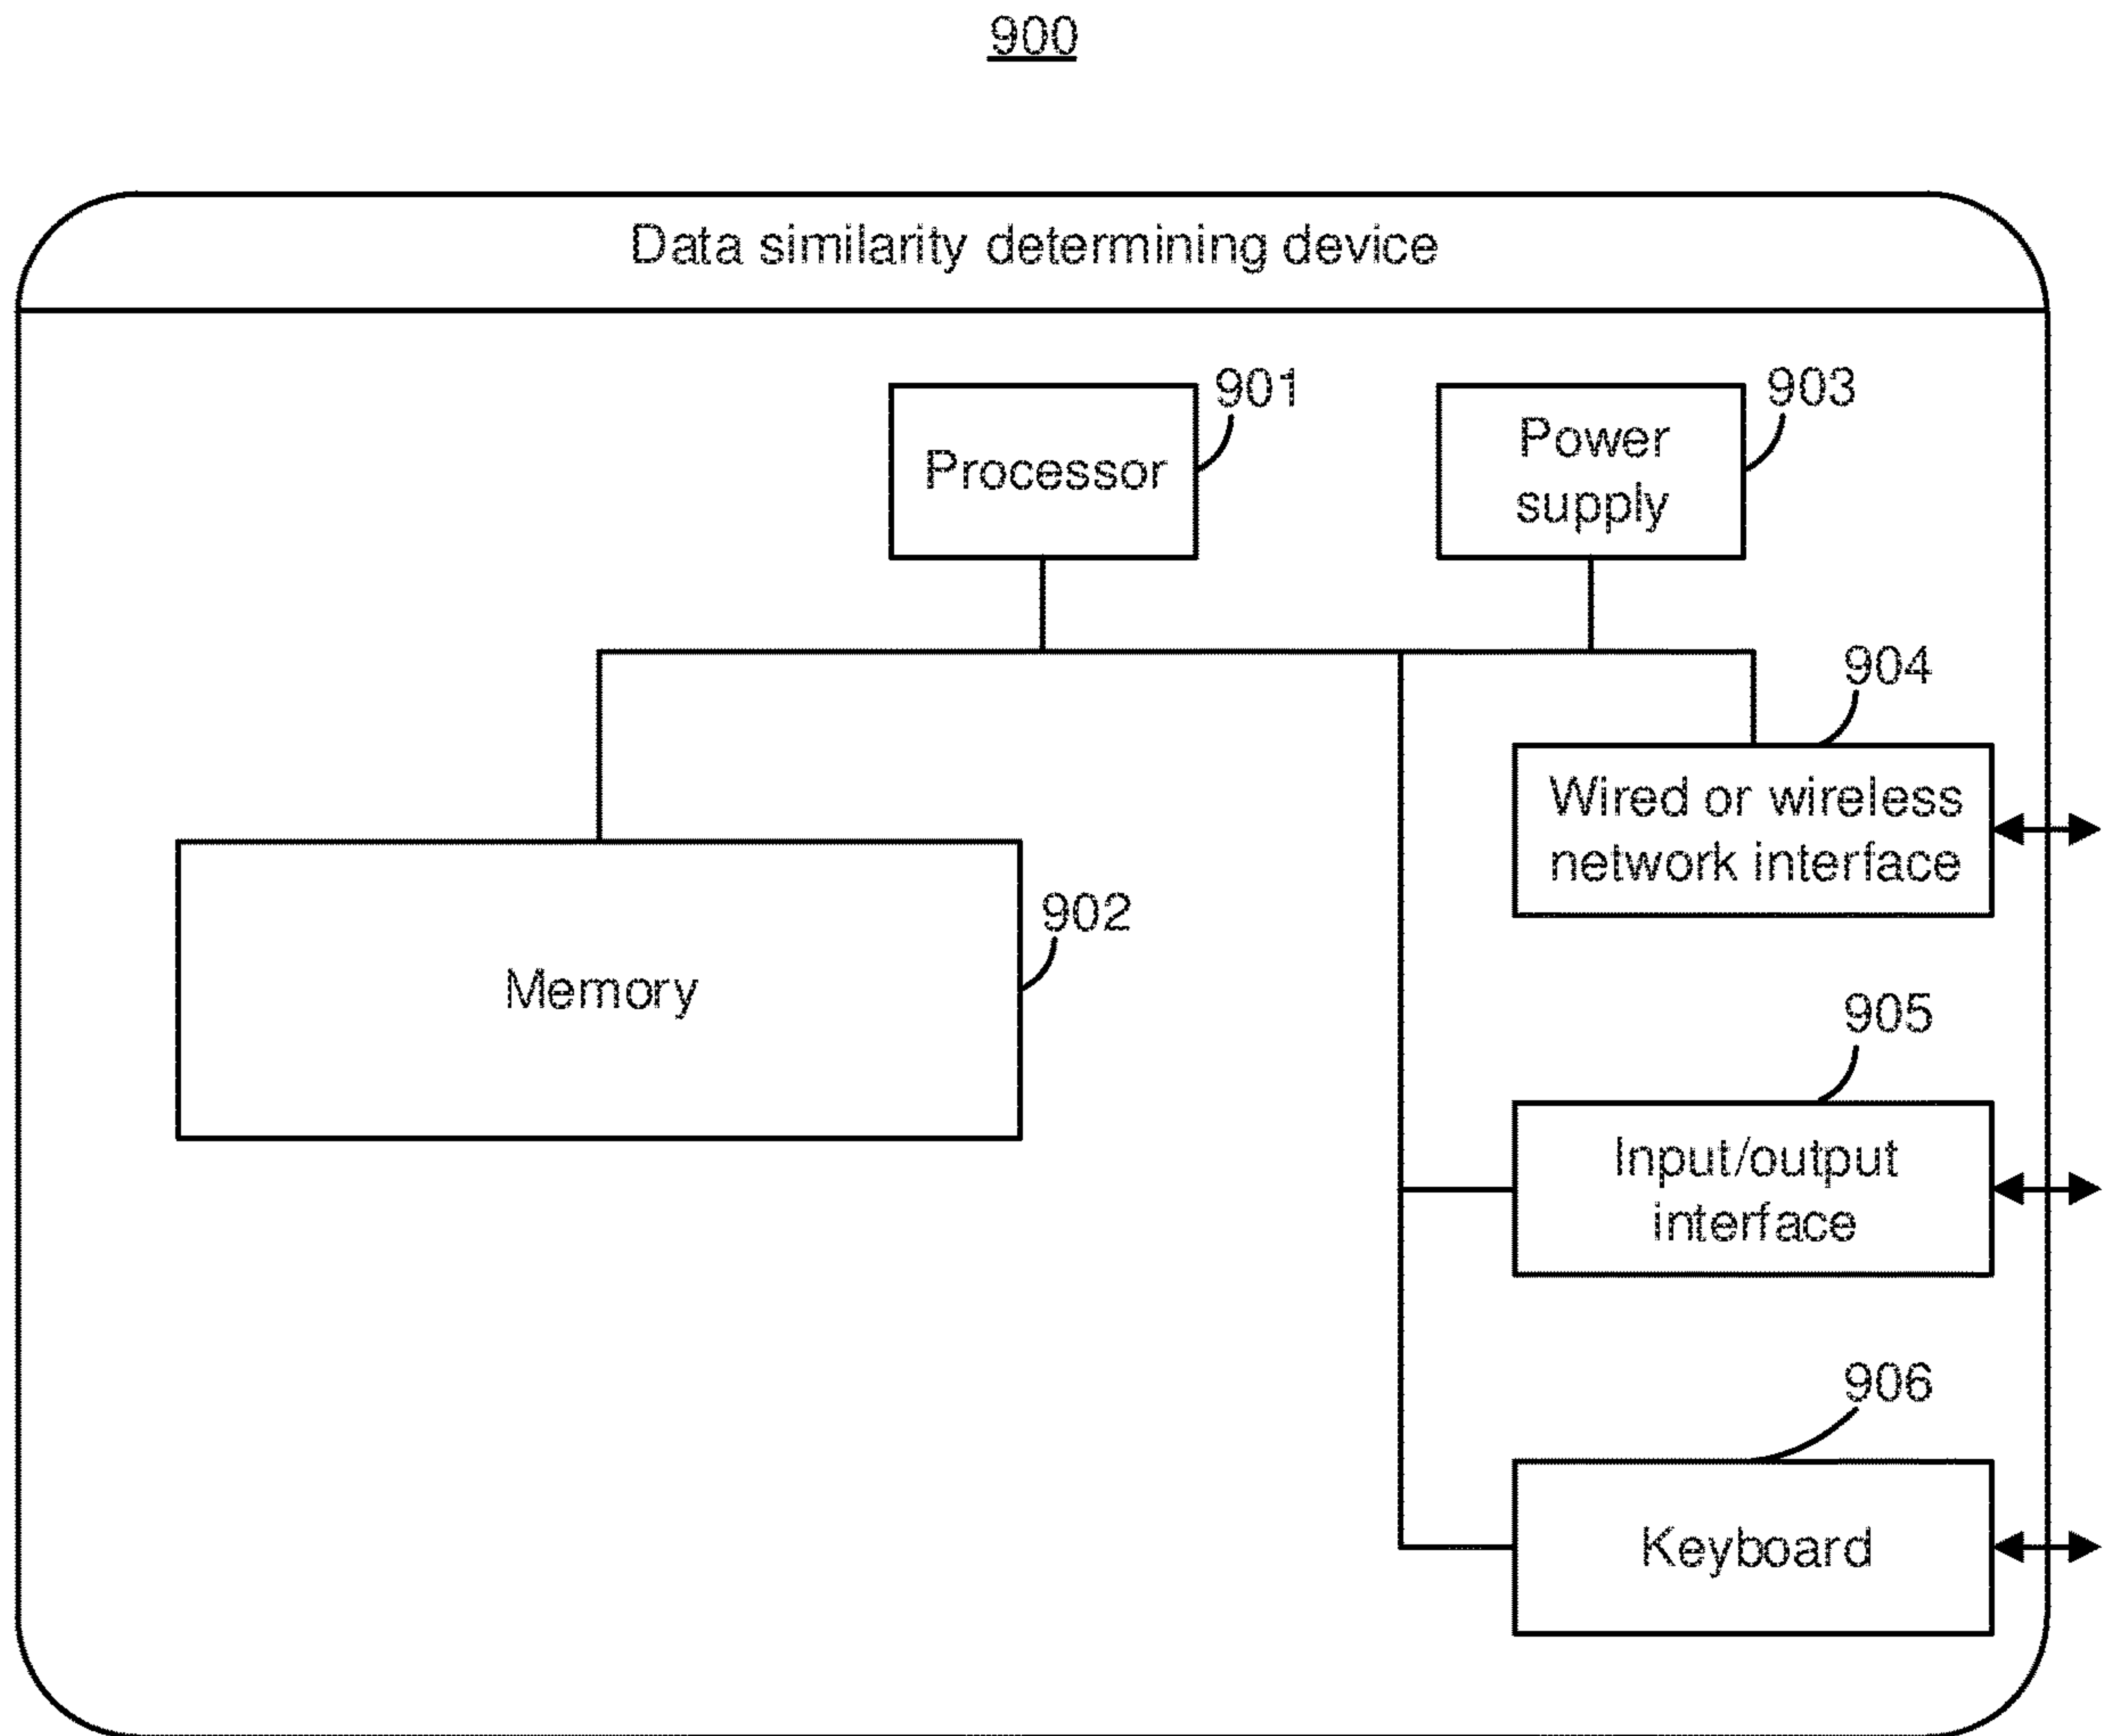 900
Data similarity determining device
901
903
Processor
Power
supply
904
Wired or wireless
network interface
902
Memory
905
Input/output
interface
906
Keyboard